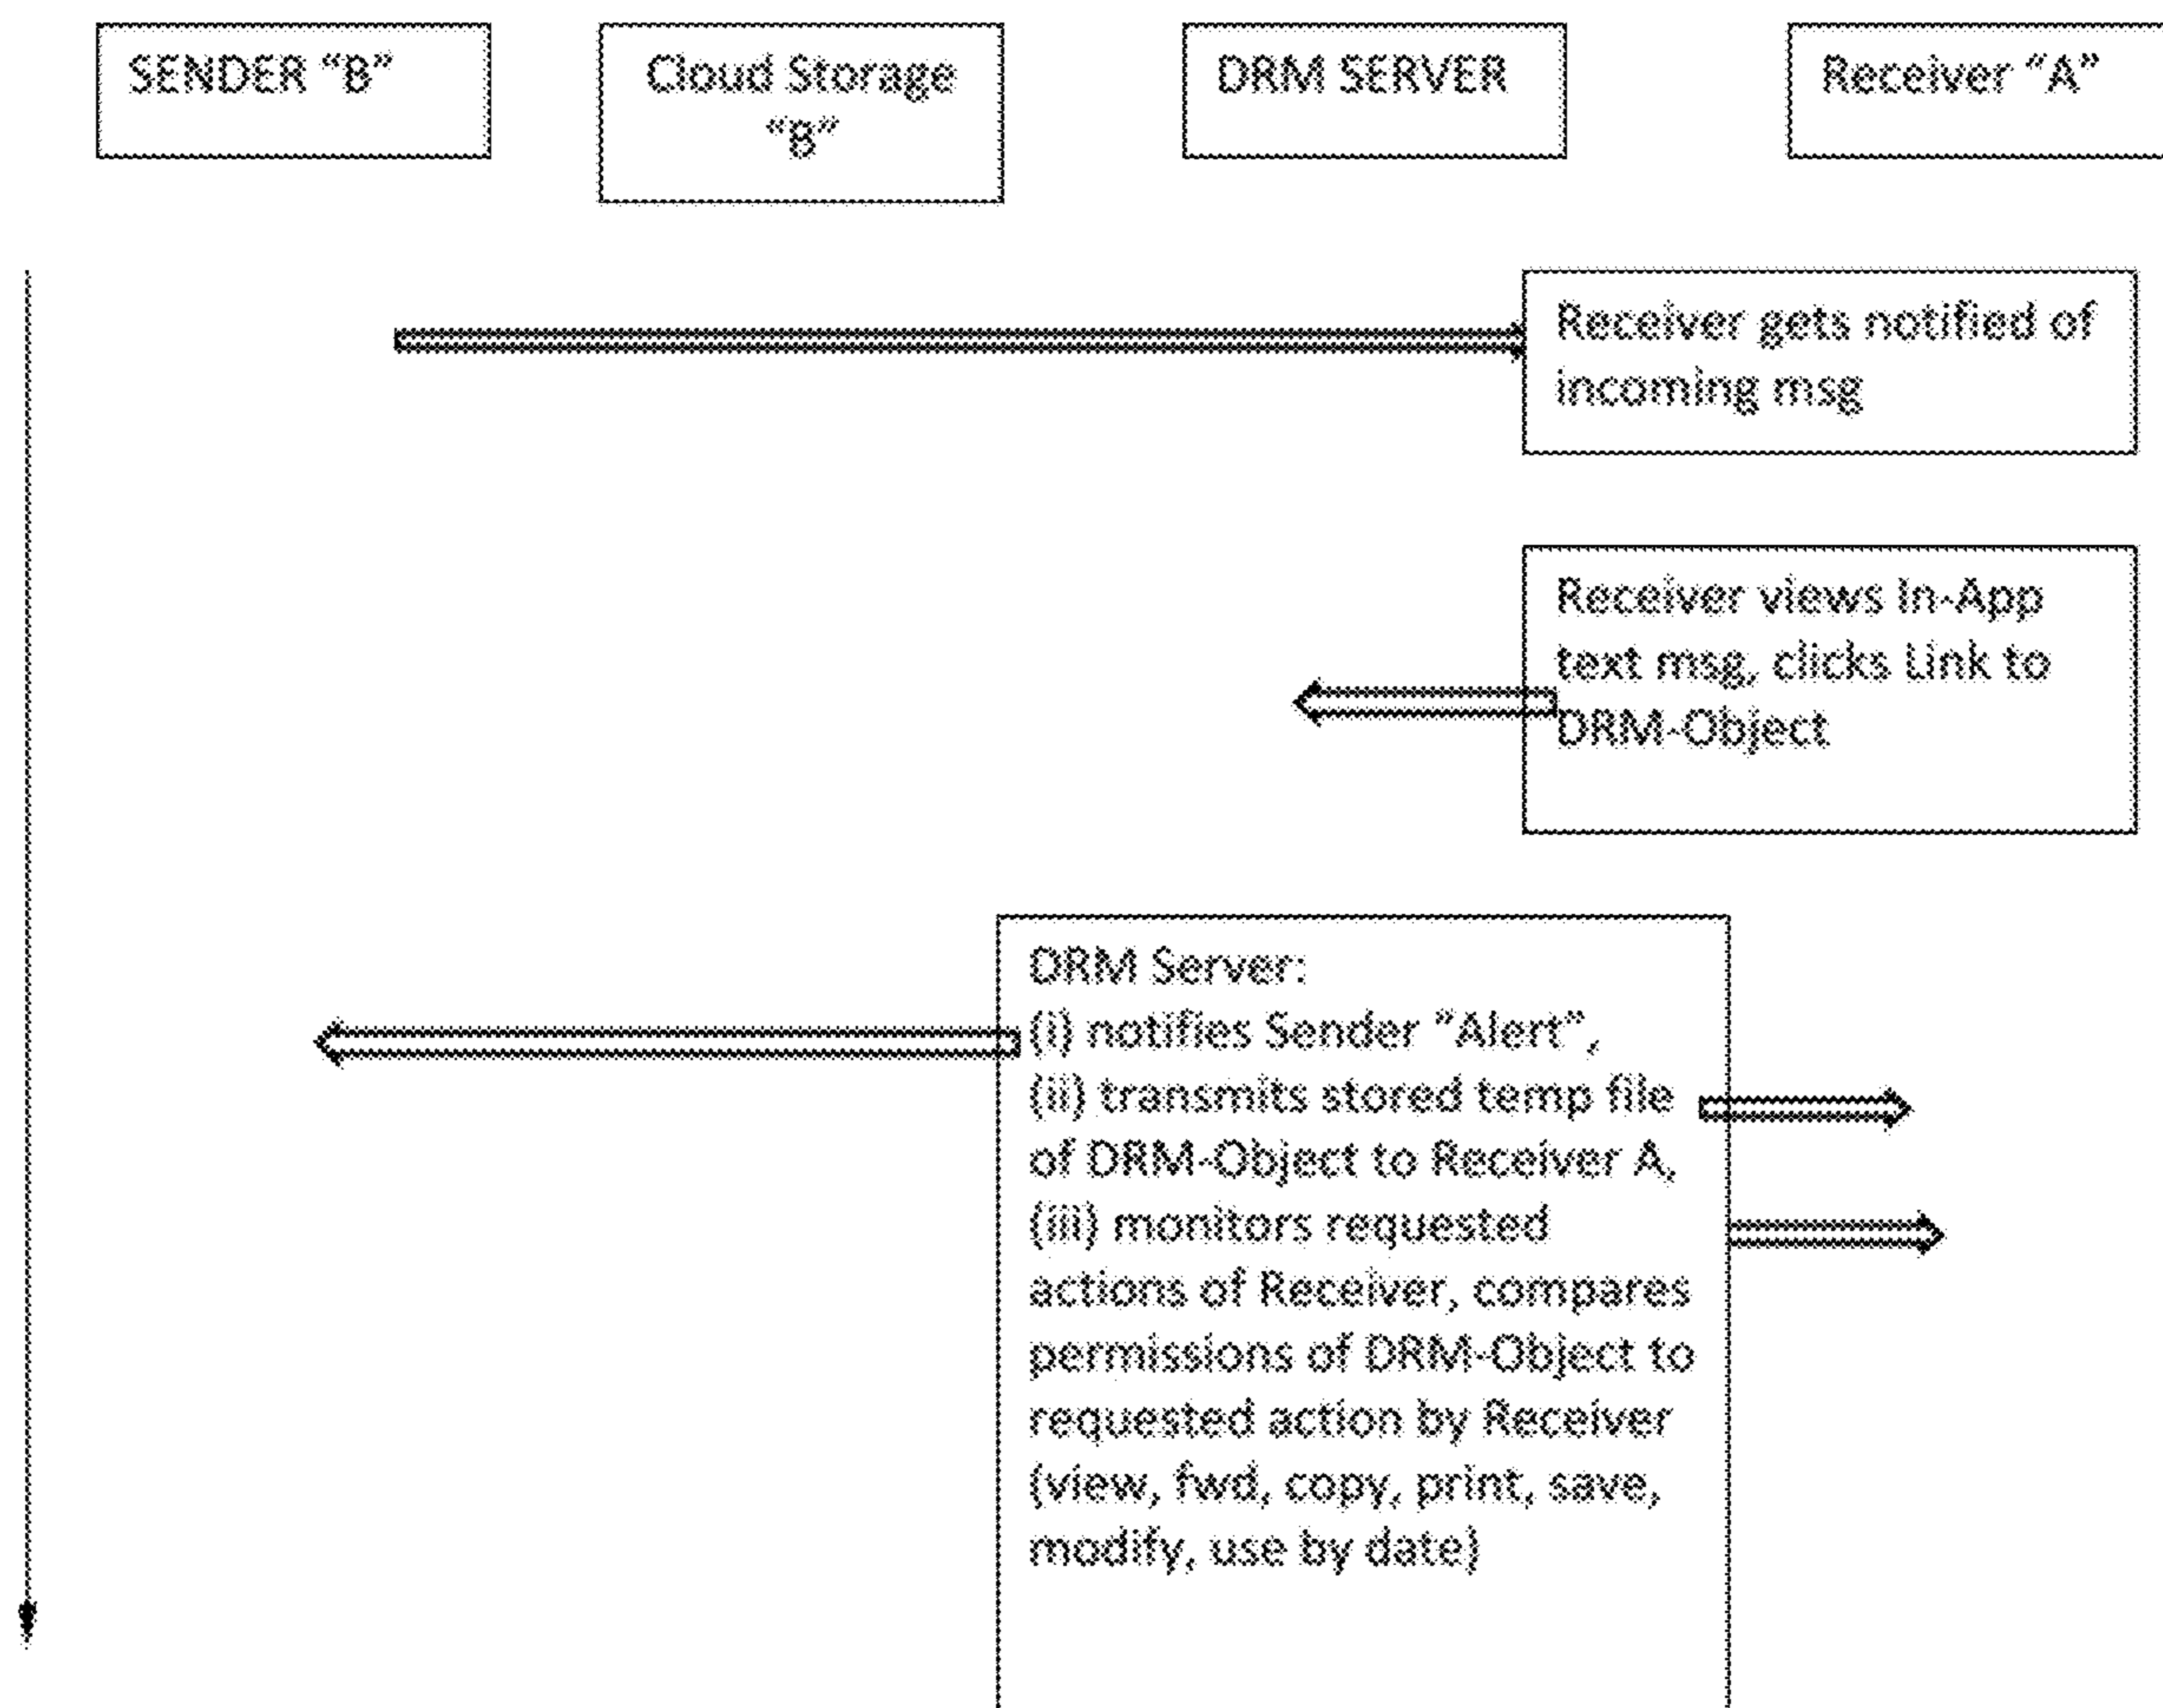 SENDER “B”
Cloud Storage
“B”
DRM SERVER
Receiver “A”
Receiver gets notified of
incoming msg
Receiver views In-App
text msg, clicks Link to
DRM-Object
DRM Server:
(i) notifies Sender “Alert”,
(ii) transmits stored temp file
of DRM-Object to Receiver A,
(iii) monitors requested
actions of Receiver, compares
permissions of DRM-Object to
requested action by Receiver
(view, fwd, copy, print, save,
modify, use by date)